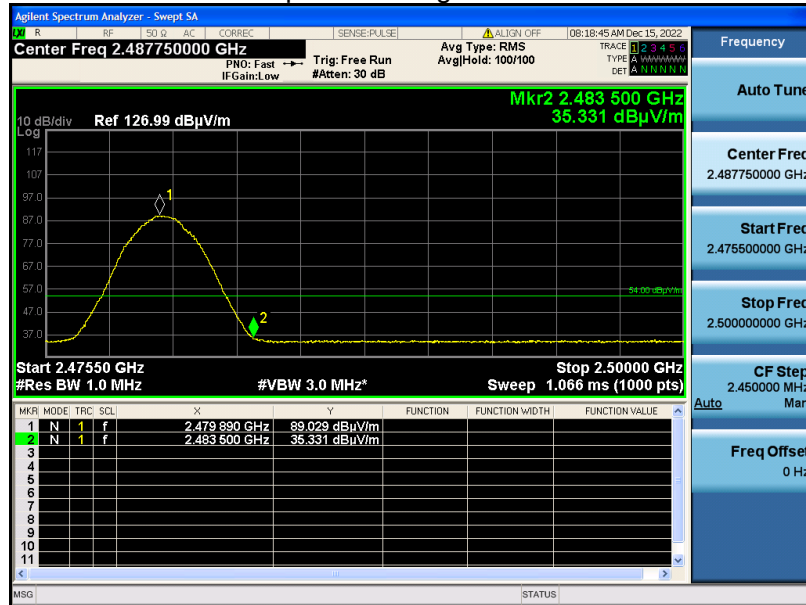 Agilent Spectrum Analyzer - Swept SA
LXI R RF 50 Ω AC CORREC SENSE:PULSE ALIGN OFF 08:18:45 AM Dec 15, 2022
Center Freq 2.487750000 GHz
PNO: Fast
IFGain:Low
Trig: Free Run
#Atten: 30 dB
Avg Type: RMS
Avg|Hold: 100/100
TRACE 1 2 3 4 5 6
TYPE A WWWWW
DET A N N N N N
Mkr2 2.483 500 GHz
35.331 dBµV/m
10 dB/div Ref 126.99 dBµV/m
Log
117
107
97.0
87.0
77.0
67.0
57.0
47.0
37.0
1
2
54.00 dBµV/m
Start 2.47550 GHz Stop 2.50000 GHz
#Res BW 1.0 MHz #VBW 3.0 MHz* Sweep 1.066 ms (1000 pts)
MKR MODE TRC SCL X Y FUNCTION FUNCTION WIDTH FUNCTION VALUE
1 N 1 f 2.479 890 GHz 89.029 dBµV/m
2 N 1 f 2.483 500 GHz 35.331 dBµV/m
3
4
5
6
7
8
9
10
11
MSG STATUS
Frequency
Auto Tune
Center Freq
2.487750000 GHz
Start Freq
2.475500000 GHz
Stop Freq
2.500000000 GHz
CF Step
2.450000 MHz
Auto Man
Freq Offset
0 Hz